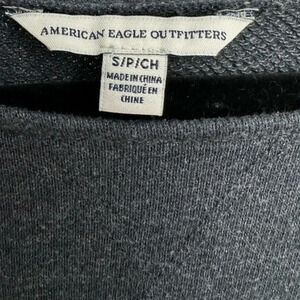 AMERICAN EAGLE OUTFITTERS
S/P/CH
MADE IN CHINA
FABRIQUÉ EN
CHINE